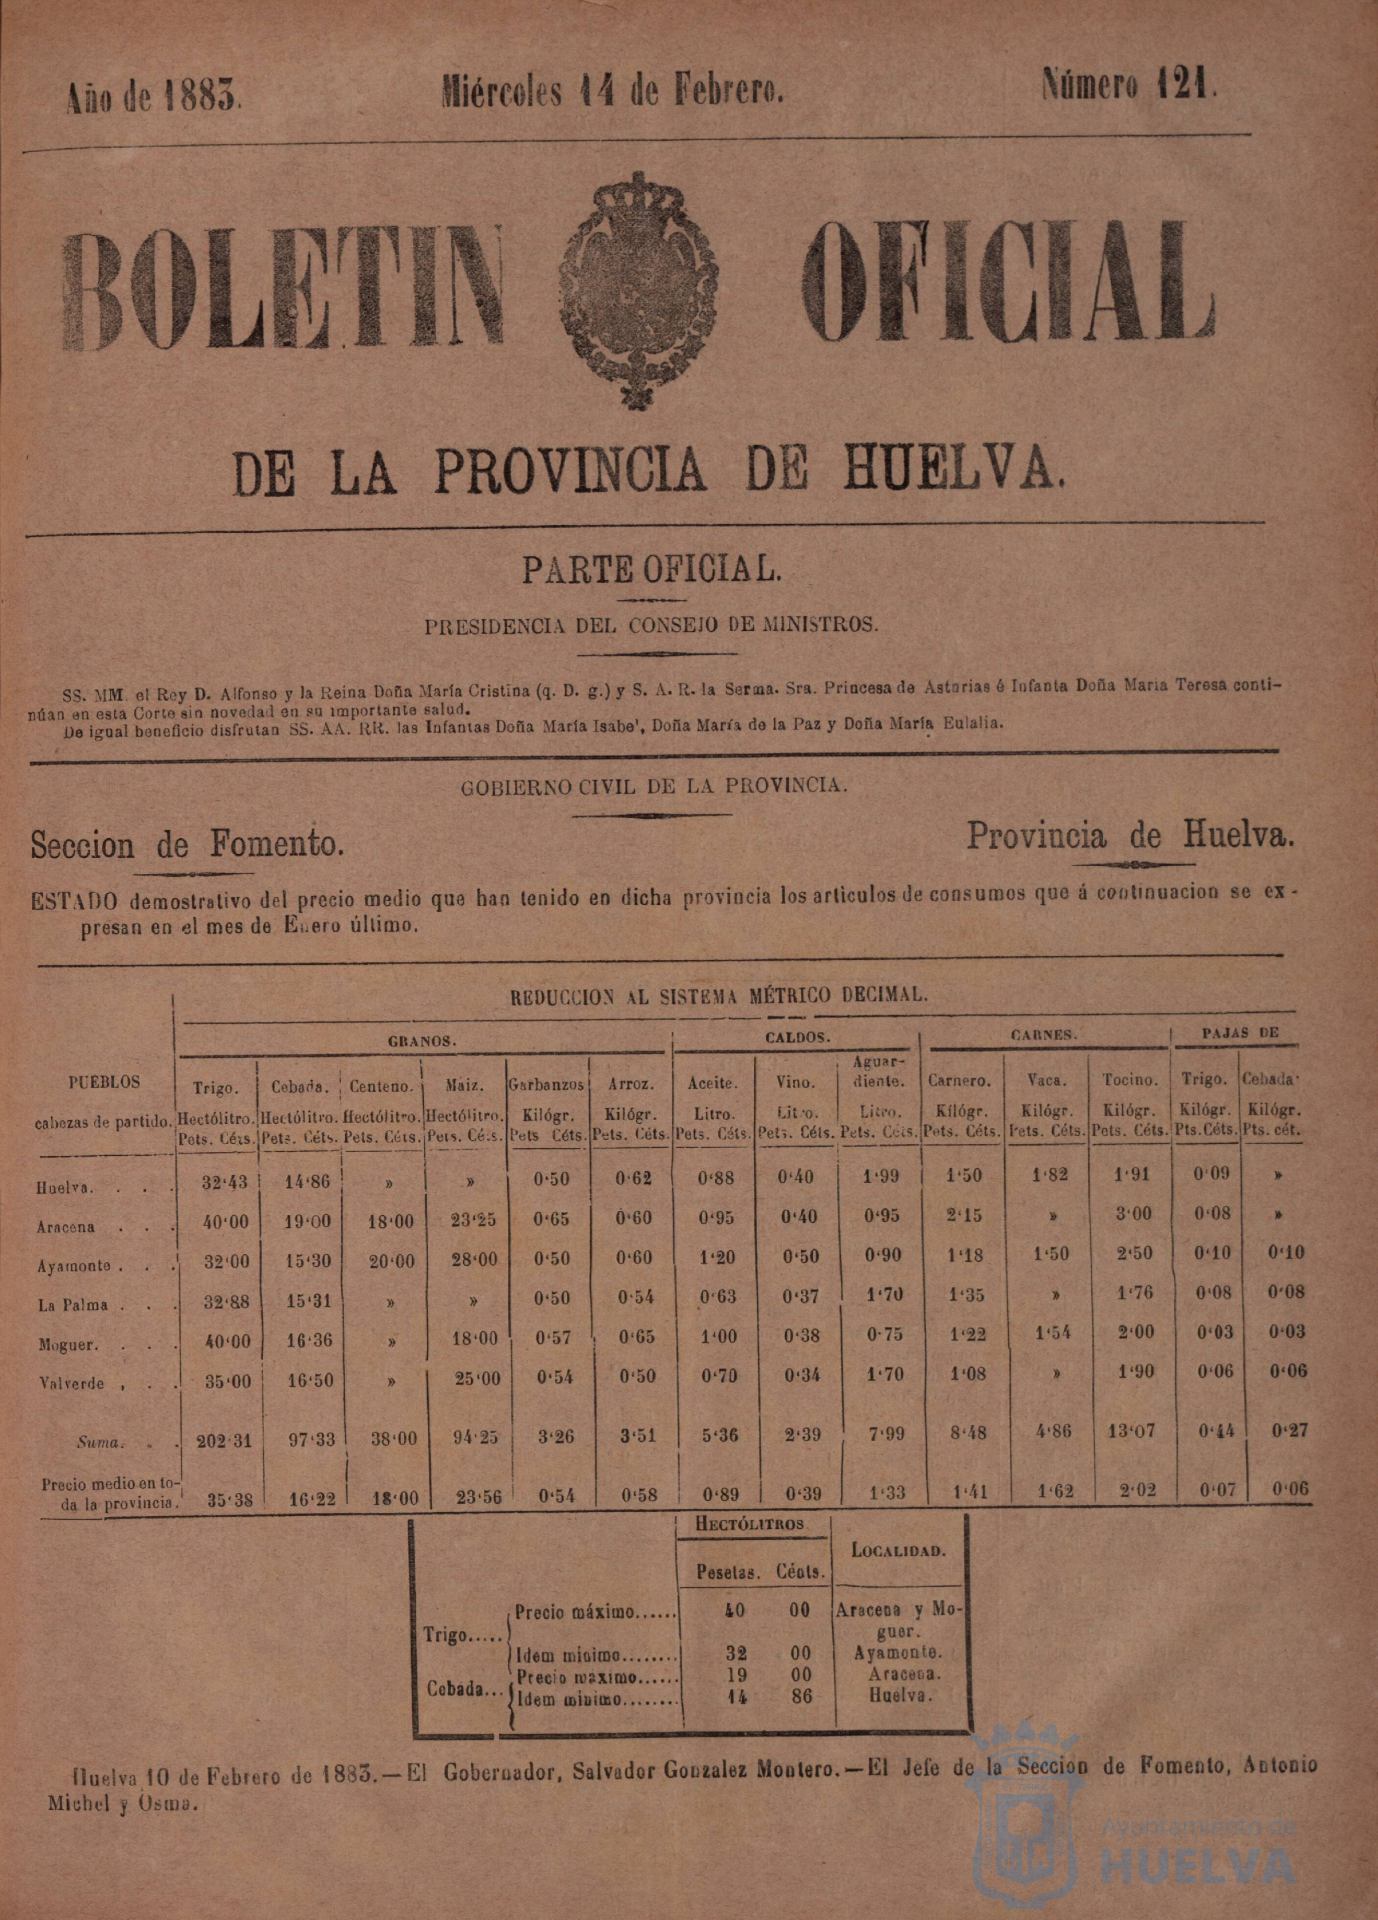 Año de 1883. Miércoles 14 de Febrero. Número 121.
BOLETIN OFICIAL
DE LA PROVINCIA DE HUELVA.
PARTE OFICIAL.
PRESIDENCIA DEL CONSEJO DE MINISTROS.
SS. MM. el Rey D. Alfonso y la Reina Doña María Cristina (q. D. g.) y S. A. R. la Serma. Sra. Princesa de Asturias é Infanta Doña Maria Teresa conti-
núan en esta Corte sin novedad en su importante salud.
De igual beneficio disfrutan SS. AA. RR. las Infantas Doña María Isabe', Doña María de la Paz y Doña María Eulalia.
GOBIERNO CIVIL DE LA PROVINCIA.
Seccion de Fomento. Provincia de Huelva.
ESTADO demostrativo del precio medio que han tenido en dicha provincia los articulos de consumos que á continuacion se ex-
presan en el mes de Enero último.
REDUCCION AL SISTEMA MÉTRICO DECIMAL.
GRANOS. CALDOS. CARNES. PAJAS DE
PUEBLOS Trigo. Cebada. Centeno. Maiz. Garbanzos Arroz. Aceite. Vino. Aguar-
diente. Carnero. Vaca. Tocino. Trigo. Cebada
cabezas de partido. Hectólitro. Hectólitro. Hectólitro. Hectólitro. Kilógr. Kilógr. Litro. Litro. Litro. Kilógr. Kilógr. Kilógr. Kilógr. Kilógr.
Pets. Céts. Pets. Céts. Pets. Céts. Pets. Céts. Pets Céts. Pets. Céts. Pets. Céts. Pets. Céts. Pets. Céts. Pets. Céts. Pets. Céts. Pets. Céts. Pts.Céts. Pts. cét.
Huelva. . . . 32'43 14'86 » » 0'50 0'62 0'88 0'40 1'99 1'50 1'82 1'91 0'09 »
Aracena . . . 40'00 19'00 18'00 23'25 0'65 0'60 0'95 0'40 0'95 2'15 » 3'00 0'08 »
Ayamonte . . . 32'00 15'30 20'00 28'00 0'50 0'60 1'20 0'50 0'90 1'18 1'50 2'50 0'10 0'10
La Palma . . . 32'88 15'31 » » 0'50 0'54 0'63 0'37 1'70 1'35 » 1'76 0'08 0'08
Moguer. . . . 40'00 16'36 » 18'00 0'57 0'65 1'00 0'38 0'75 1'22 1'54 2'00 0'03 0'03
Valverde , . . 35'00 16'50 » 25'00 0'54 0'50 0'70 0'34 1'70 1'08 » 1'90 0'06 0'06
Suma. . . 202'31 97'33 38'00 94'25 3'26 3'51 5'36 2'39 7'99 8'48 4'86 13'07 0'44 0'27
Precio medio en to-
da la provincia. 35'38 16'22 18'00 23'56 0'54 0'58 0'89 0'39 1'33 1'41 1'62 2'02 0'07 0'06
HECTÓLITROS LOCALIDAD.
Pesetas. Cénts.
Trigo..... Precio máximo...... 40 00 Aracena y Mo-
guer.
Idem minimo........ 32 00 Ayamonte.
Cebada... Precio maximo...... 19 00 Aracena.
Idem minimo........ 14 86 Huelva.
Huelva 10 de Febrero de 1883.—El Gobernador, Salvador Gonzalez Montero.—El Jefe de la Seccion de Fomento, Antonio
Michel y Osma.
Ayuntamiento de
HUELVA